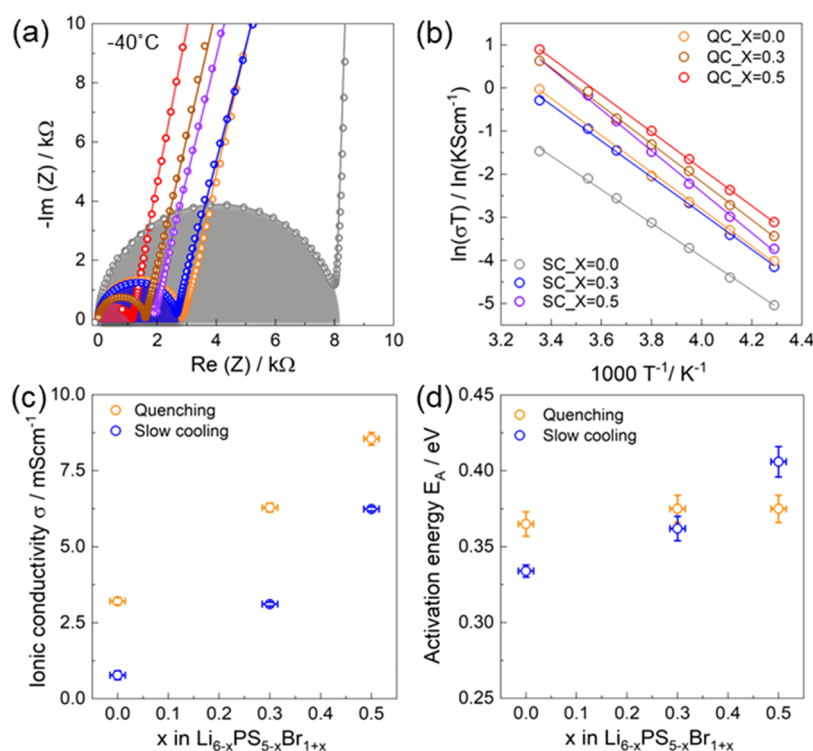 (a)
-40°C
-Im (Z) / kΩ
10
8
6
4
2
0
0 2 4 6 8 10
Re (Z) / kΩ
(b)
QC_X=0.0
QC_X=0.3
QC_X=0.5
ln(σT) / ln(KScm⁻¹)
1
0
-1
-2
-3
-4
-5
SC_X=0.0
SC_X=0.3
SC_X=0.5
3.2 3.4 3.6 3.8 4.0 4.2 4.4
1000 T⁻¹/ K⁻¹
(c)
Quenching
Slow cooling
Ionic conductivity σ / mScm⁻¹
10.0
7.5
5.0
2.5
0.0
0.0 0.1 0.2 0.3 0.4 0.5
x in Li₆₋ₓPS₅₋ₓBr₁₊ₓ
(d)
Quenching
Slow cooling
Activation energy E_A / eV
0.45
0.40
0.35
0.30
0.25
0.0 0.1 0.2 0.3 0.4 0.5
x in Li₆₋ₓPS₅₋ₓBr₁₊ₓ